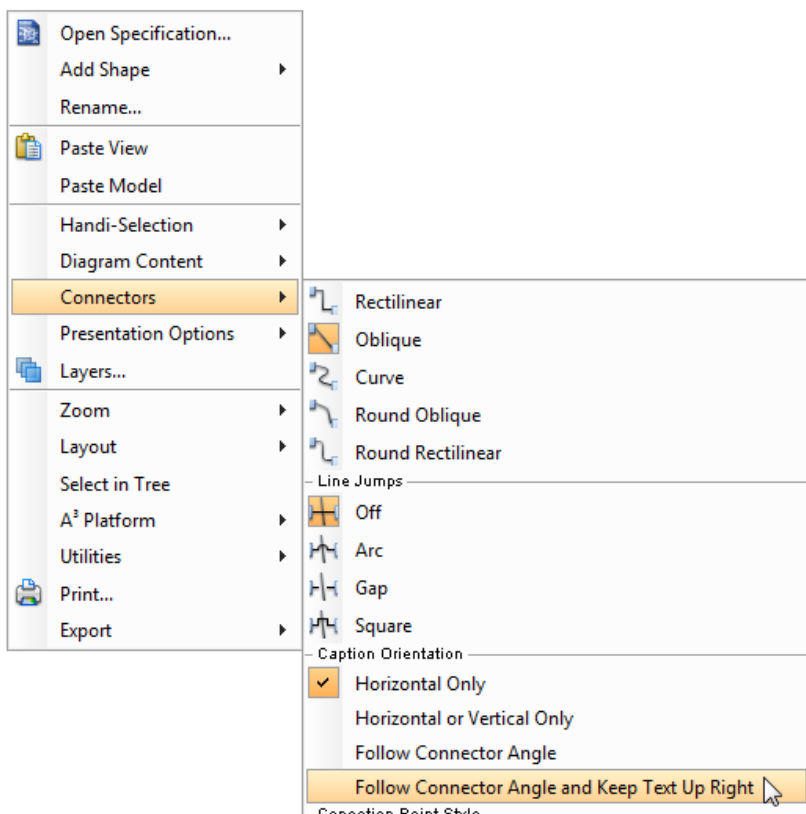 Open Specification...
Add Shape
Rename...
Paste View
Paste Model
Handi-Selection
Diagram Content
Connectors
Presentation Options
Layers...
Zoom
Layout
Select in Tree
A³ Platform
Utilities
Print...
Export
Rectilinear
Oblique
Curve
Round Oblique
Round Rectilinear
Line Jumps
Off
Arc
Gap
Square
Caption Orientation
Horizontal Only
Horizontal or Vertical Only
Follow Connector Angle
Follow Connector Angle and Keep Text Up Right
Point Style